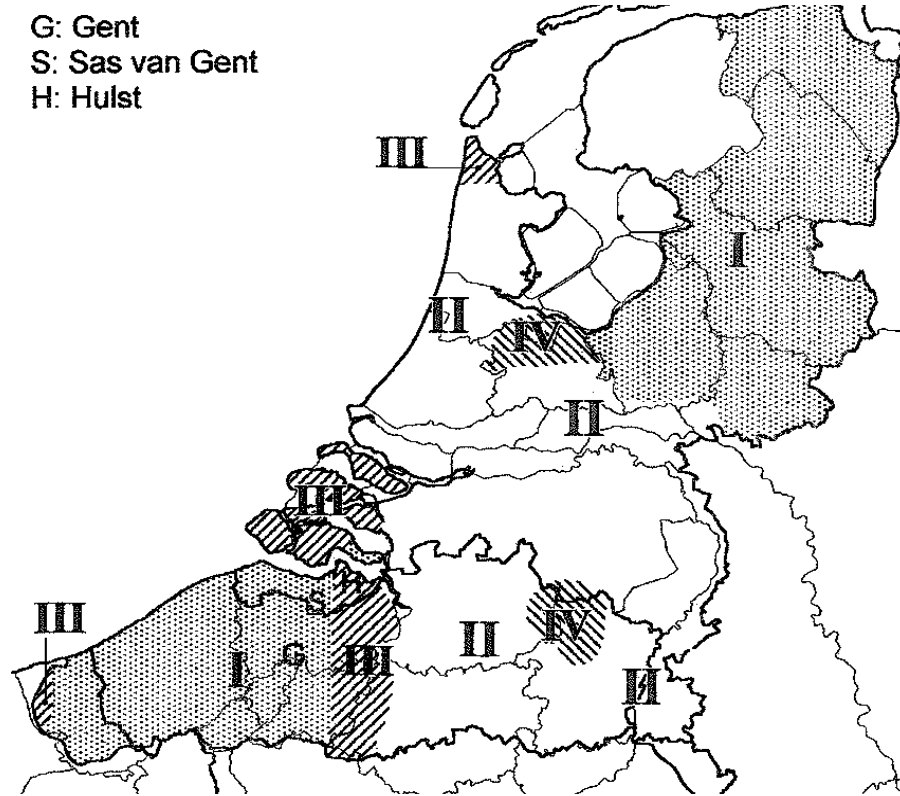 G: Gent
S: Sas van Gent
H: Hulst
III
I
II
IV
II
III
H
S
III
IV
II
G
I
III
II